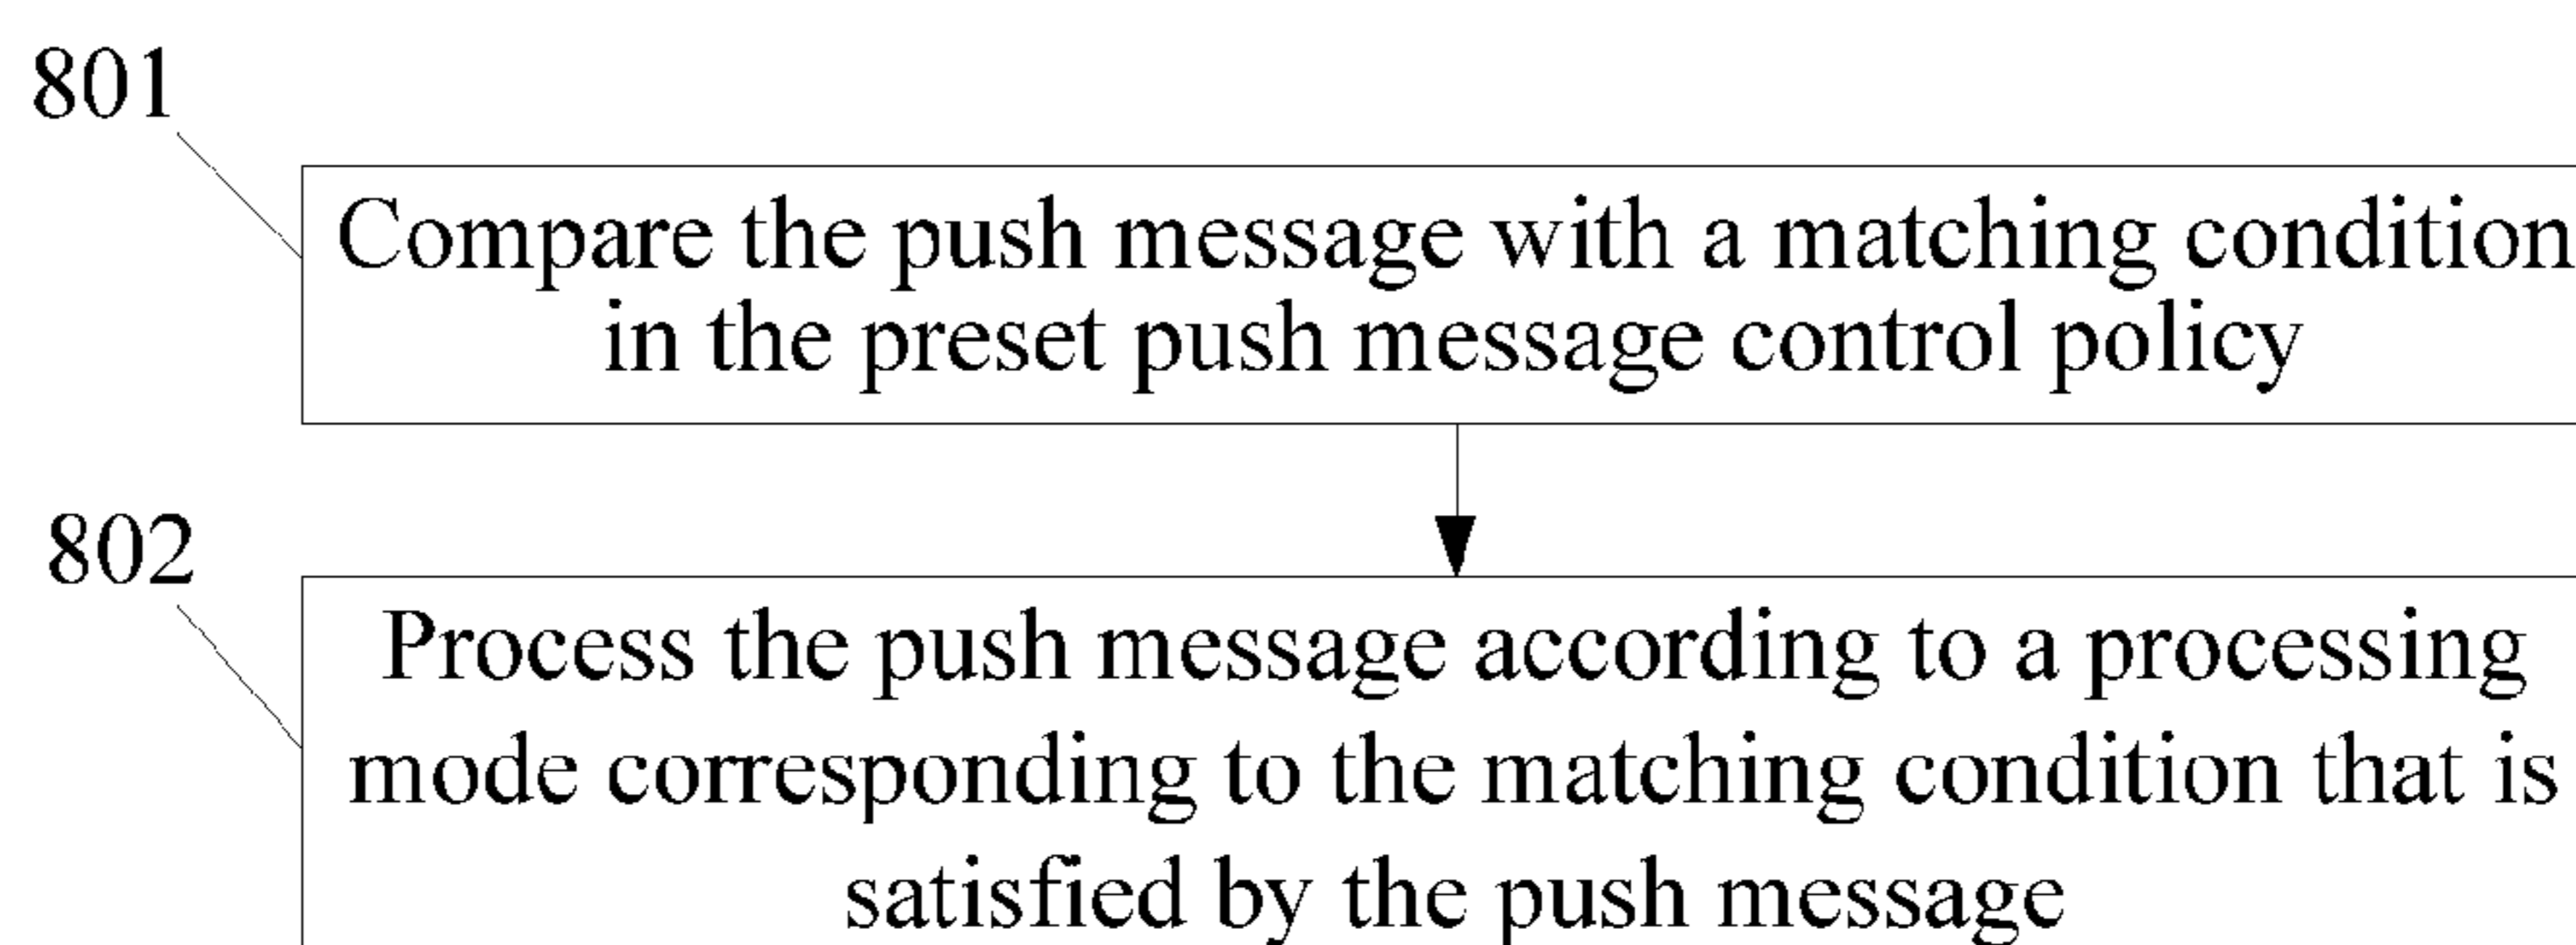 801
Compare the push message with a matching condition
in the preset push message control policy
802
Process the push message according to a processing
mode corresponding to the matching condition that is
satisfied by the push message